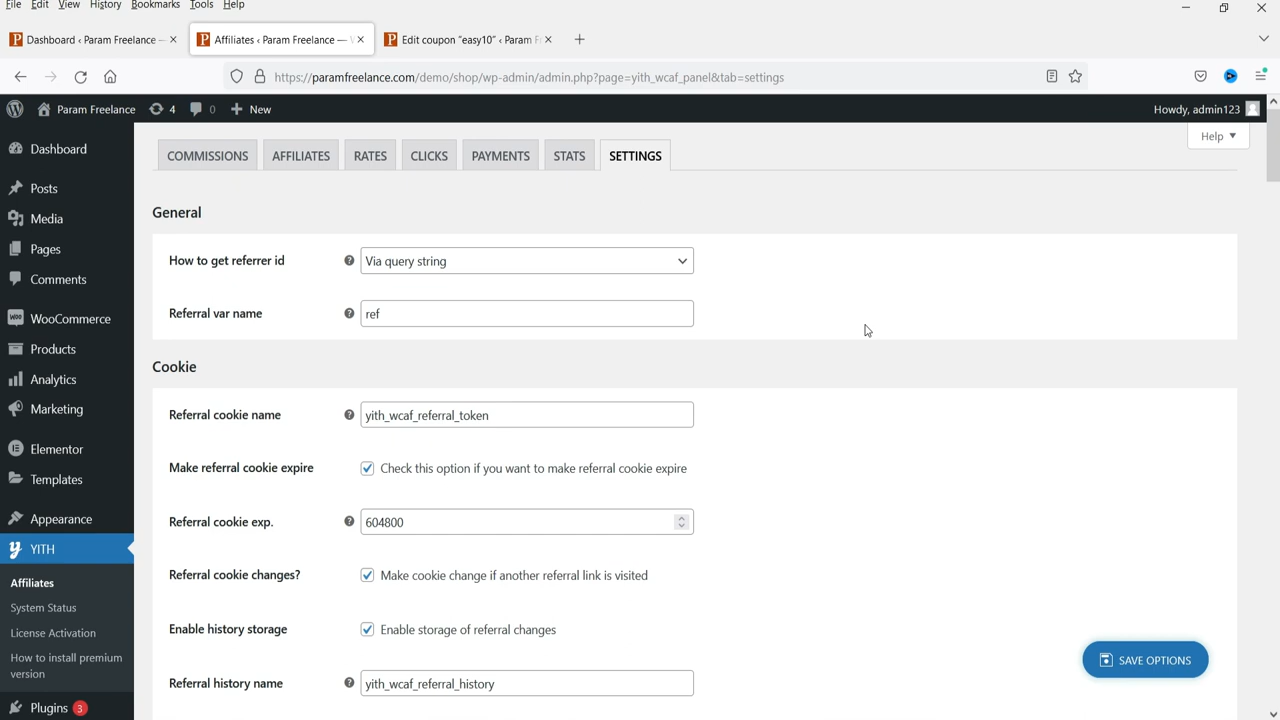 File Edit View History Bookmarks Tools Help
Dashboard ‹ Param Freelance —
Affiliates ‹ Param Freelance —
Edit coupon "easy10" ‹ Param F
https://paramfreelance.com/demo/shop/wp-admin/admin.php?page=yith_wcaf_panel&tab=settings
Param Freelance 4 0 + New
Howdy, admin123
Help
Dashboard
Posts
Media
Pages
Comments
WooCommerce
Products
Analytics
Marketing
Elementor
Templates
Appearance
YITH
Affiliates
System Status
License Activation
How to install premium
version
Plugins 3
COMMISSIONS AFFILIATES RATES CLICKS PAYMENTS STATS SETTINGS
General
How to get referrer id Via query string
Referral var name ref
Cookie
Referral cookie name yith_wcaf_referral_token
Make referral cookie expire Check this option if you want to make referral cookie expire
Referral cookie exp. 604800
Referral cookie changes? Make cookie change if another referral link is visited
Enable history storage Enable storage of referral changes
Referral history name yith_wcaf_referral_history
SAVE OPTIONS